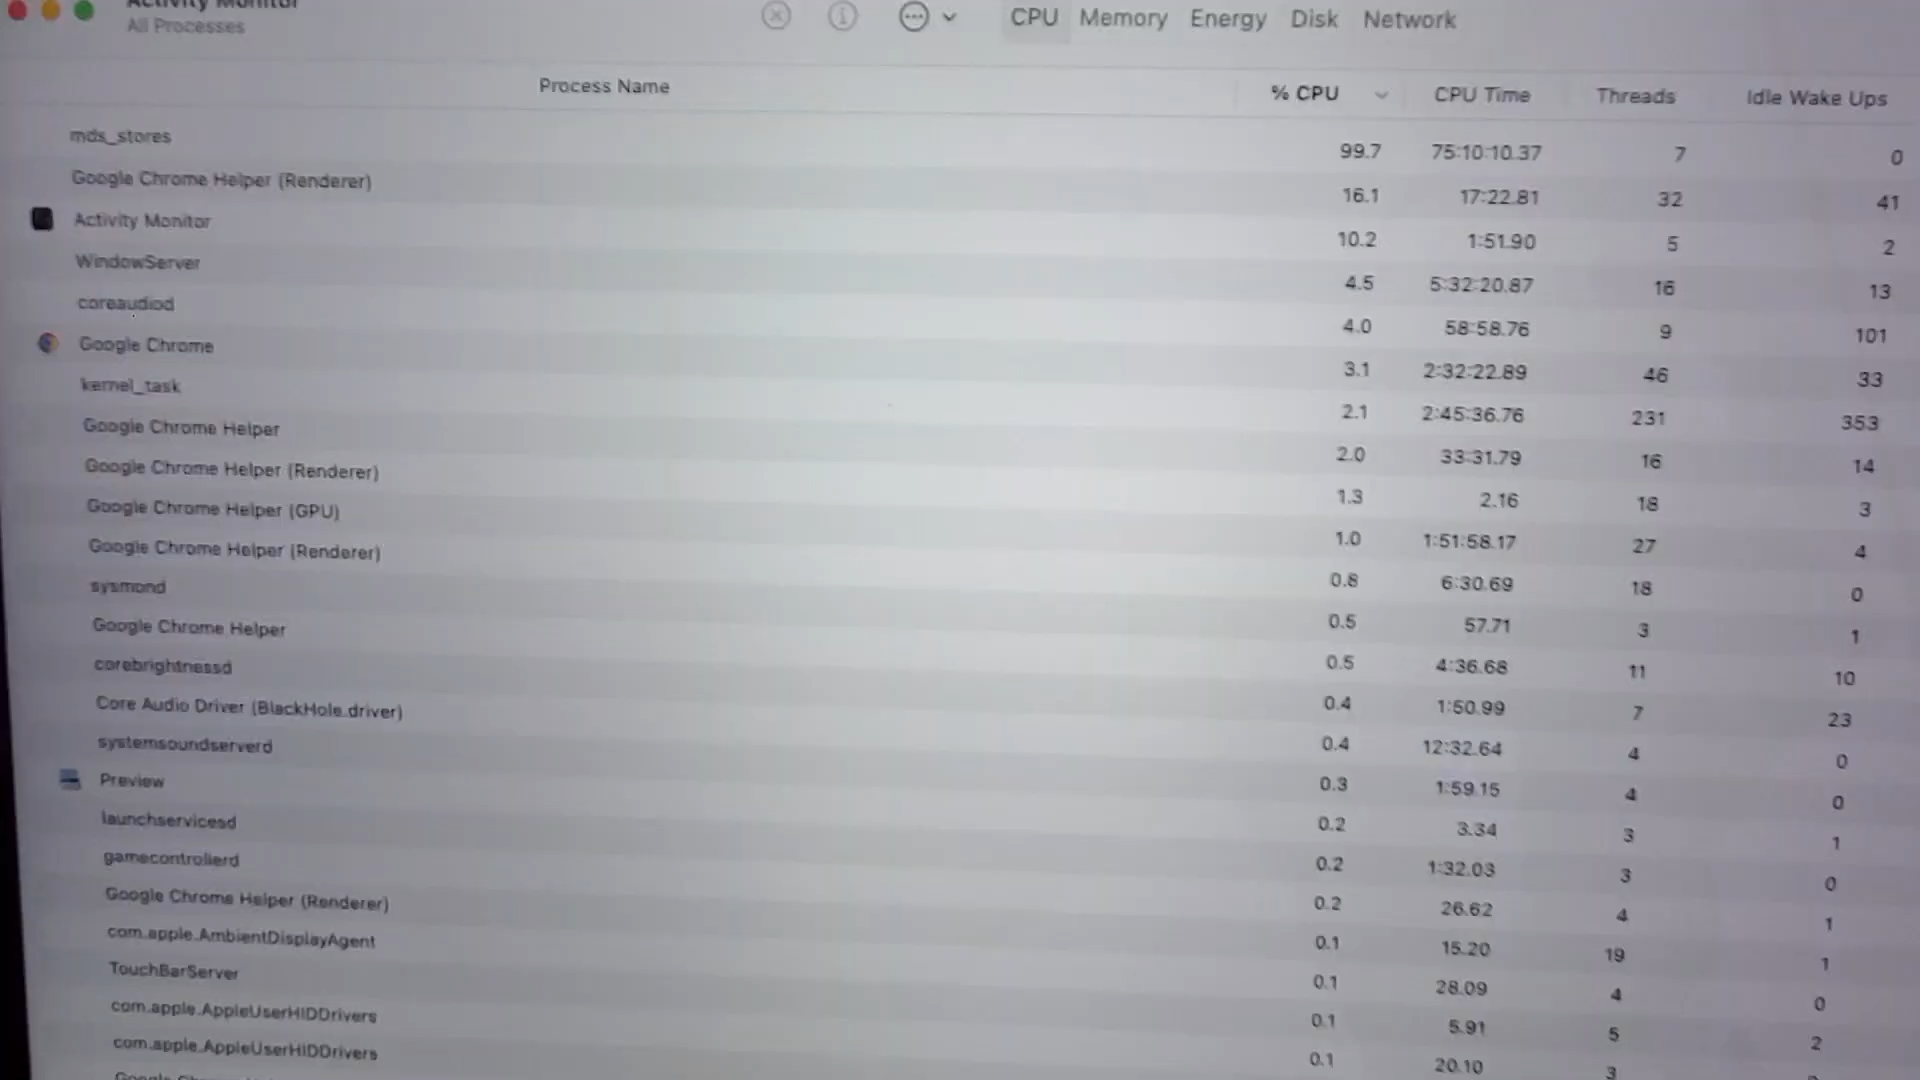 Activity Monitor
All Processes
CPU Memory Energy Disk Network
Process Name % CPU CPU Time Threads Idle Wake Ups
mds_stores 99.7 75:10:10.37 7 0
Google Chrome Helper (Renderer) 16.1 17:22.81 32 41
Activity Monitor 10.2 1:51.90 5 2
WindowServer 4.5 5:32:20.87 16 13
coreaudiod 4.0 58:58.76 9 101
Google Chrome 3.1 2:32:22.89 46 33
kernel_task 2.1 2:45:36.76 231 353
Google Chrome Helper 2.0 33:31.79 16 14
Google Chrome Helper (Renderer) 1.3 2.16 18 3
Google Chrome Helper (GPU) 1.0 1:51:58.17 27 4
Google Chrome Helper (Renderer) 0.8 6:30.69 18 0
sysmond 0.5 57.71 3 1
Google Chrome Helper 0.5 4:36.68 11 10
corebrightnessd 0.4 1:50.99 7 23
Core Audio Driver (BlackHole.driver) 0.4 12:32.64 4 0
systemsoundserverd 0.3 1:59.15 4 0
Preview 0.2 3.34 3 1
launchservicesd 0.2 1:32.03 3 0
gamecontrollerd 0.2 26.62 4 1
Google Chrome Helper (Renderer) 0.1 15.20 19 1
com.apple.AmbientDisplayAgent 0.1 28.09 4 0
TouchBarServer 0.1 5.91 5 2
com.apple.AppleUserHIDDrivers 0.1 20.10 3
com.apple.AppleUserHIDDrivers
Google